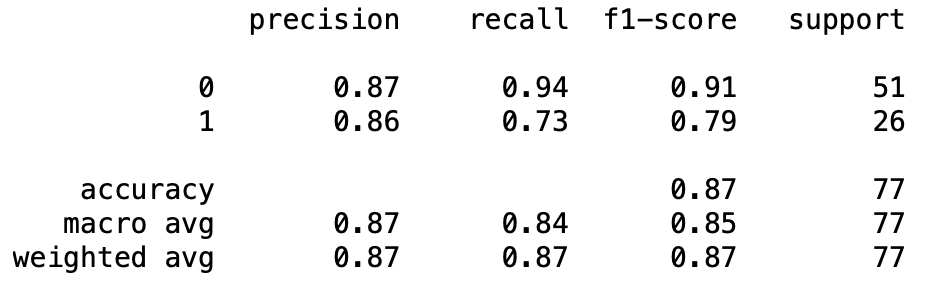 precision recall f1-score support
0 0.87 0.94 0.91 51
1 0.86 0.73 0.79 26
accuracy 0.87 77
macro avg 0.87 0.84 0.85 77
weighted avg 0.87 0.87 0.87 77